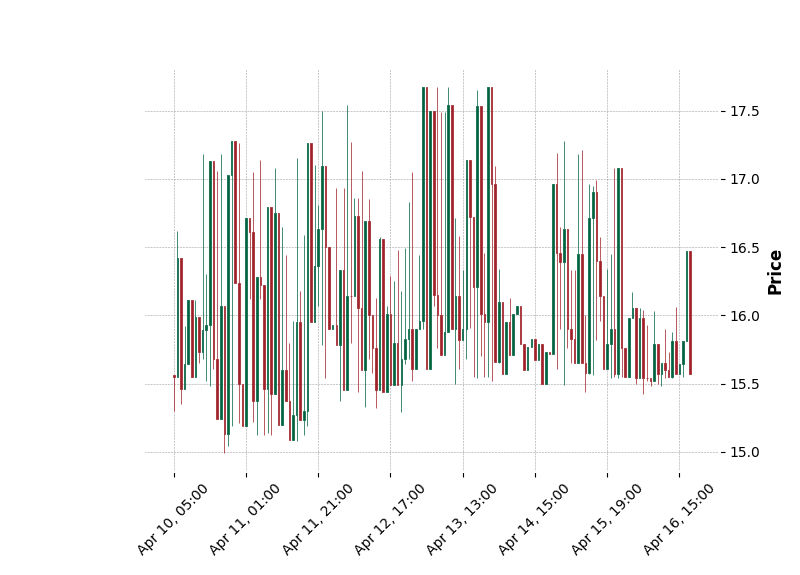 17.5
17.0
16.5
16.0
15.5
15.0
Price
Apr 10, 05:00
Apr 11, 01:00
Apr 11, 21:00
Apr 12, 17:00
Apr 13, 13:00
Apr 14, 15:00
Apr 15, 19:00
Apr 16, 15:00